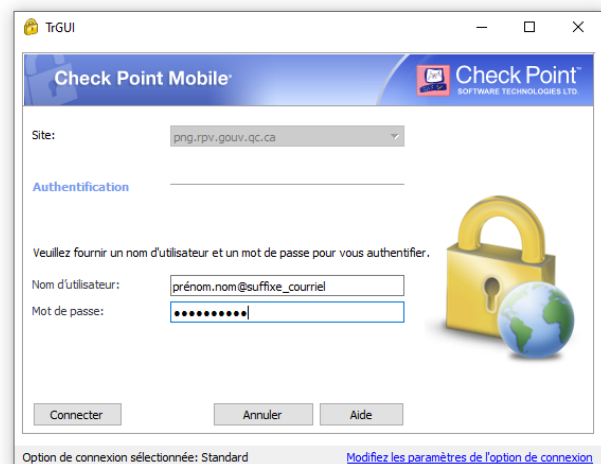 TrGUI
Check Point Mobile
Check Point™
SOFTWARE TECHNOLOGIES LTD.
Site:
png.rpv.gouv.qc.ca
Authentification
Veuillez fournir un nom d'utilisateur et un mot de passe pour vous authentifier.
Nom d'utilisateur:
prénom.nom@suffixe_courriel
Mot de passe:
••••••••••
Connecter
Annuler
Aide
Option de connexion sélectionnée: Standard
Modifiez les paramètres de l'option de connexion